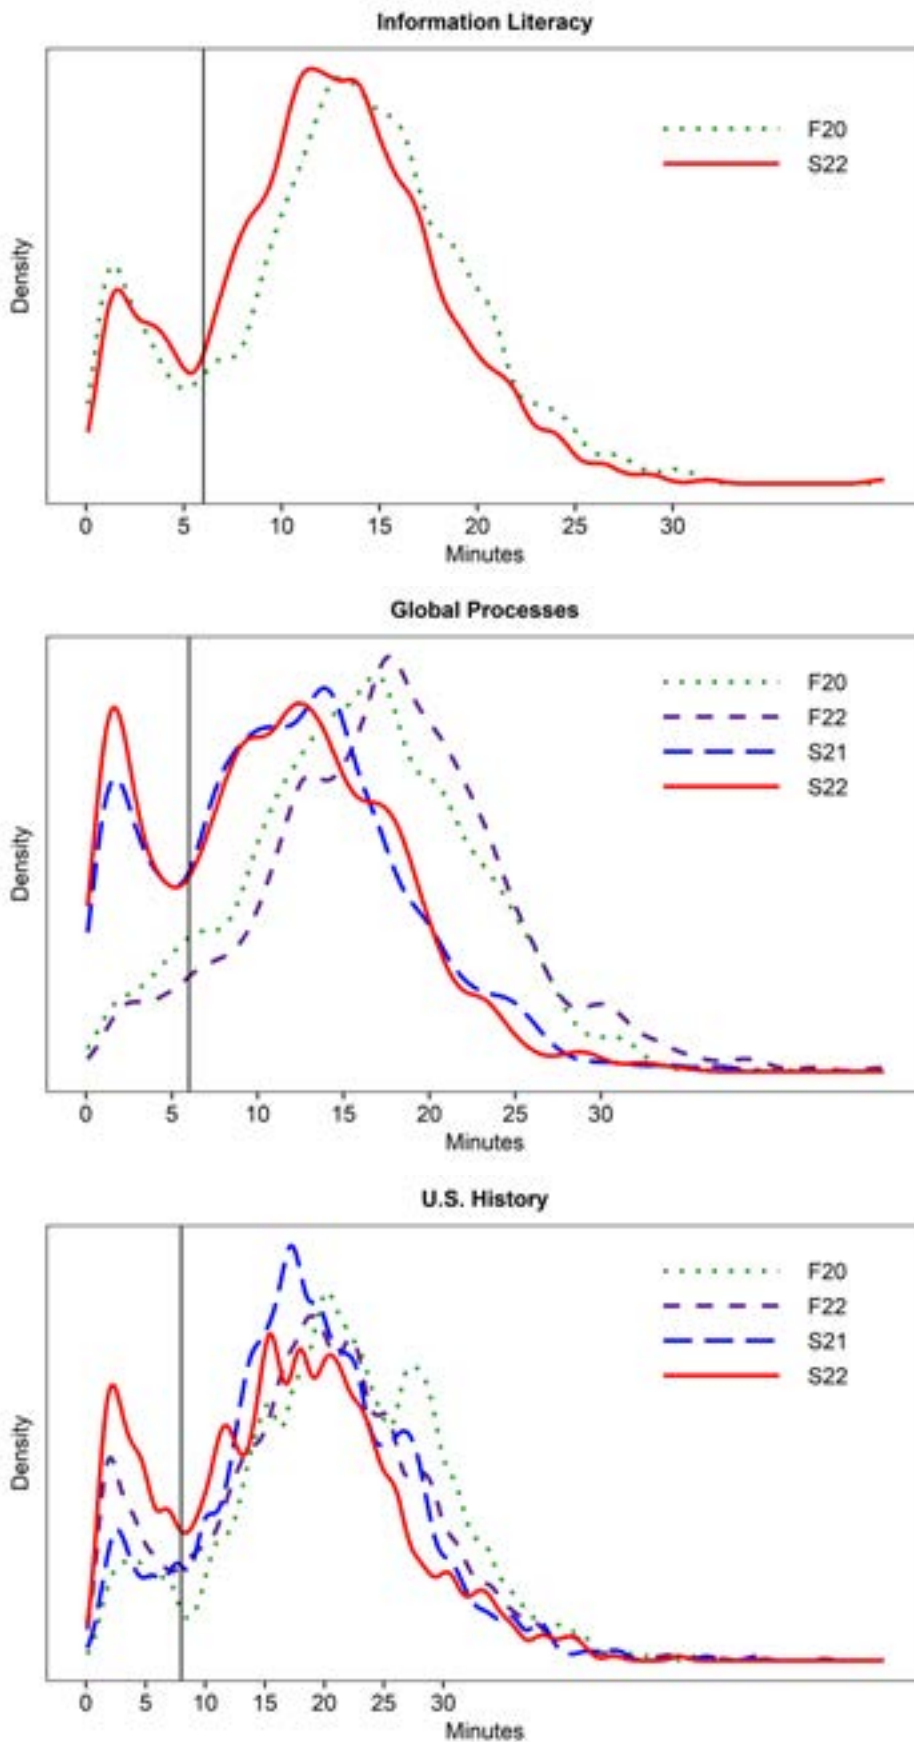 Information Literacy
F20
S22
Density
0 5 10 15 20 25 30
Minutes
Global Processes
F20
F22
S21
S22
Density
0 5 10 15 20 25 30
Minutes
U.S. History
F20
F22
S21
S22
Density
0 5 10 15 20 25 30
Minutes